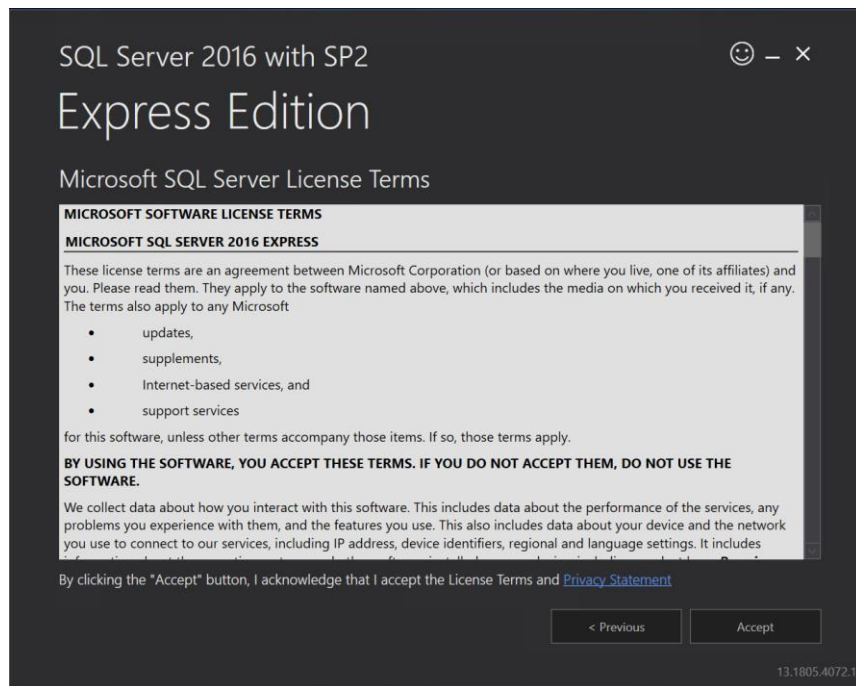 SQL Server 2016 with SP2
Express Edition
Microsoft SQL Server License Terms
MICROSOFT SOFTWARE LICENSE TERMS
MICROSOFT SQL SERVER 2016 EXPRESS
These license terms are an agreement between Microsoft Corporation (or based on where you live, one of its affiliates) and
you. Please read them. They apply to the software named above, which includes the media on which you received it, if any.
The terms also apply to any Microsoft
• updates,
• supplements,
• Internet-based services, and
• support services
for this software, unless other terms accompany those items. If so, those terms apply.
BY USING THE SOFTWARE, YOU ACCEPT THESE TERMS. IF YOU DO NOT ACCEPT THEM, DO NOT USE THE
SOFTWARE.
We collect data about how you interact with this software. This includes data about the performance of the services, any
problems you experience with them, and the features you use. This also includes data about your device and the network
you use to connect to our services, including IP address, device identifiers, regional and language settings. It includes
By clicking the "Accept" button, I acknowledge that I accept the License Terms and Privacy Statement
< Previous
Accept
13.1805.4072.1